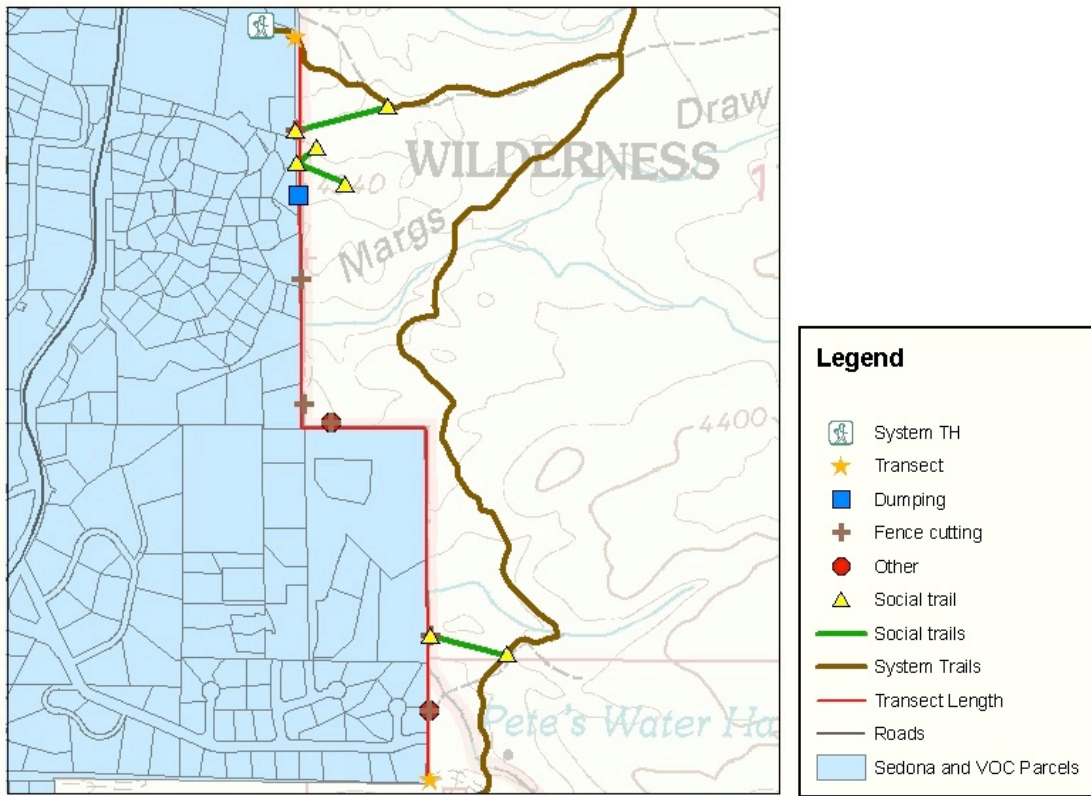 Draw
WILDERNESS
Margs
4400
Pete's Water Ha
Legend
System TH
Transect
Dumping
Fence cutting
Other
Social trail
Social trails
System Trails
Transect Length
Roads
Sedona and VOC Parcels